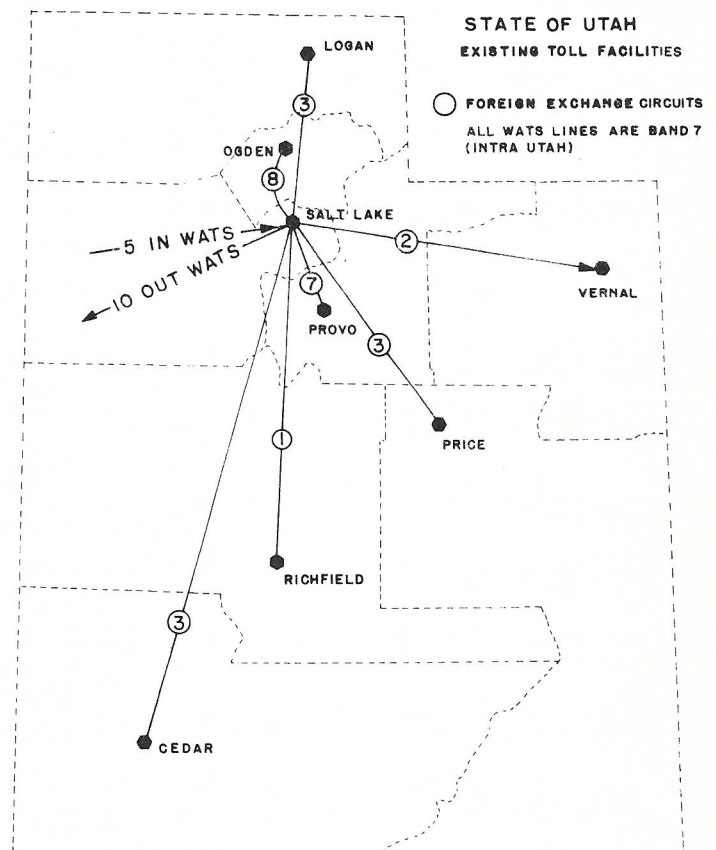 STATE OF UTAH
EXISTING TOLL FACILITIES
FOREIGN EXCHANGE CIRCUITS
ALL WATS LINES ARE BAND 7
(INTRA UTAH)
LOGAN
3
OGDEN
8
SALT LAKE
5 IN WATS
10 OUT WATS
2
VERNAL
7
PROVO
3
PRICE
1
RICHFIELD
3
CEDAR